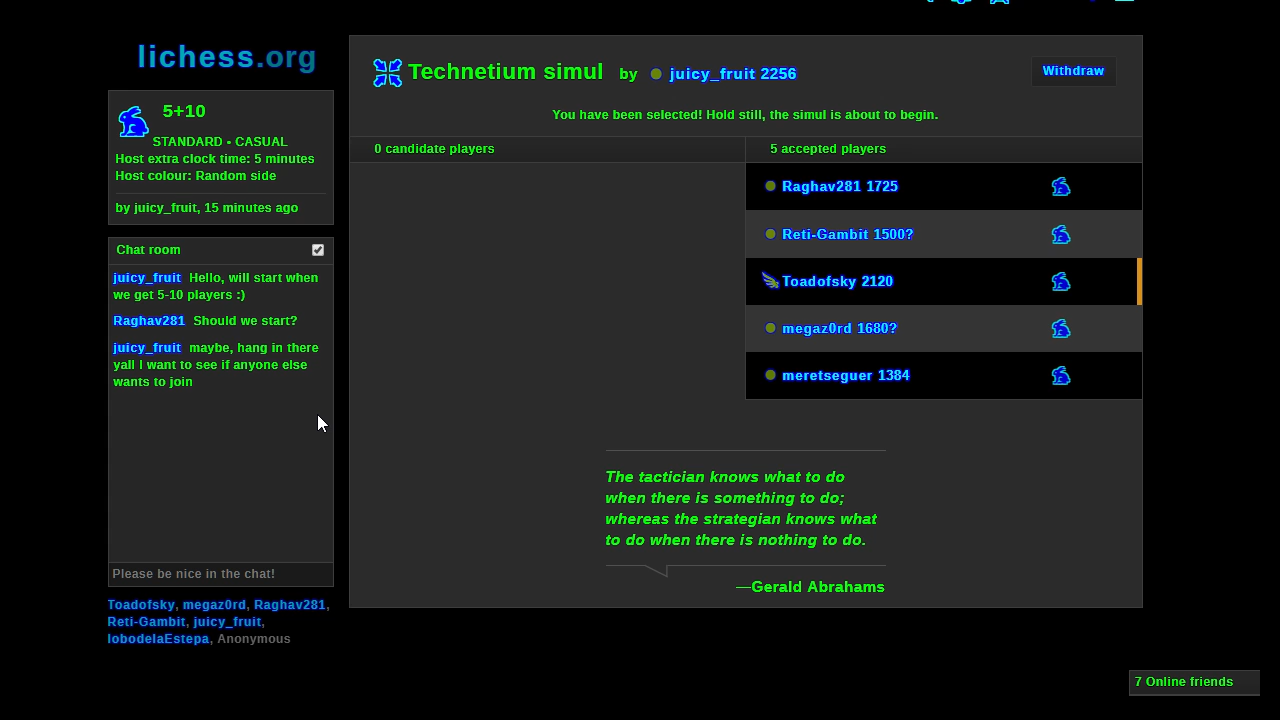 lichess.org
5+10
STANDARD • CASUAL
Host extra clock time: 5 minutes
Host colour: Random side
by juicy_fruit, 15 minutes ago
Chat room
juicy_fruit Hello, will start when
we get 5-10 players :)
Raghav281 Should we start?
juicy_fruit maybe, hang in there
yall I want to see if anyone else
wants to join
Please be nice in the chat!
Toadofsky, megaz0rd, Raghav281,
Reti-Gambit, juicy_fruit,
lobodelaEstepa, Anonymous
Technetium simul by juicy_fruit 2256
Withdraw
You have been selected! Hold still, the simul is about to begin.
0 candidate players
5 accepted players
Raghav281 1725
Reti-Gambit 1500?
Toadofsky 2120
megaz0rd 1680?
meretseguer 1384
The tactician knows what to do
when there is something to do;
whereas the strategian knows what
to do when there is nothing to do.
—Gerald Abrahams
7 Online friends